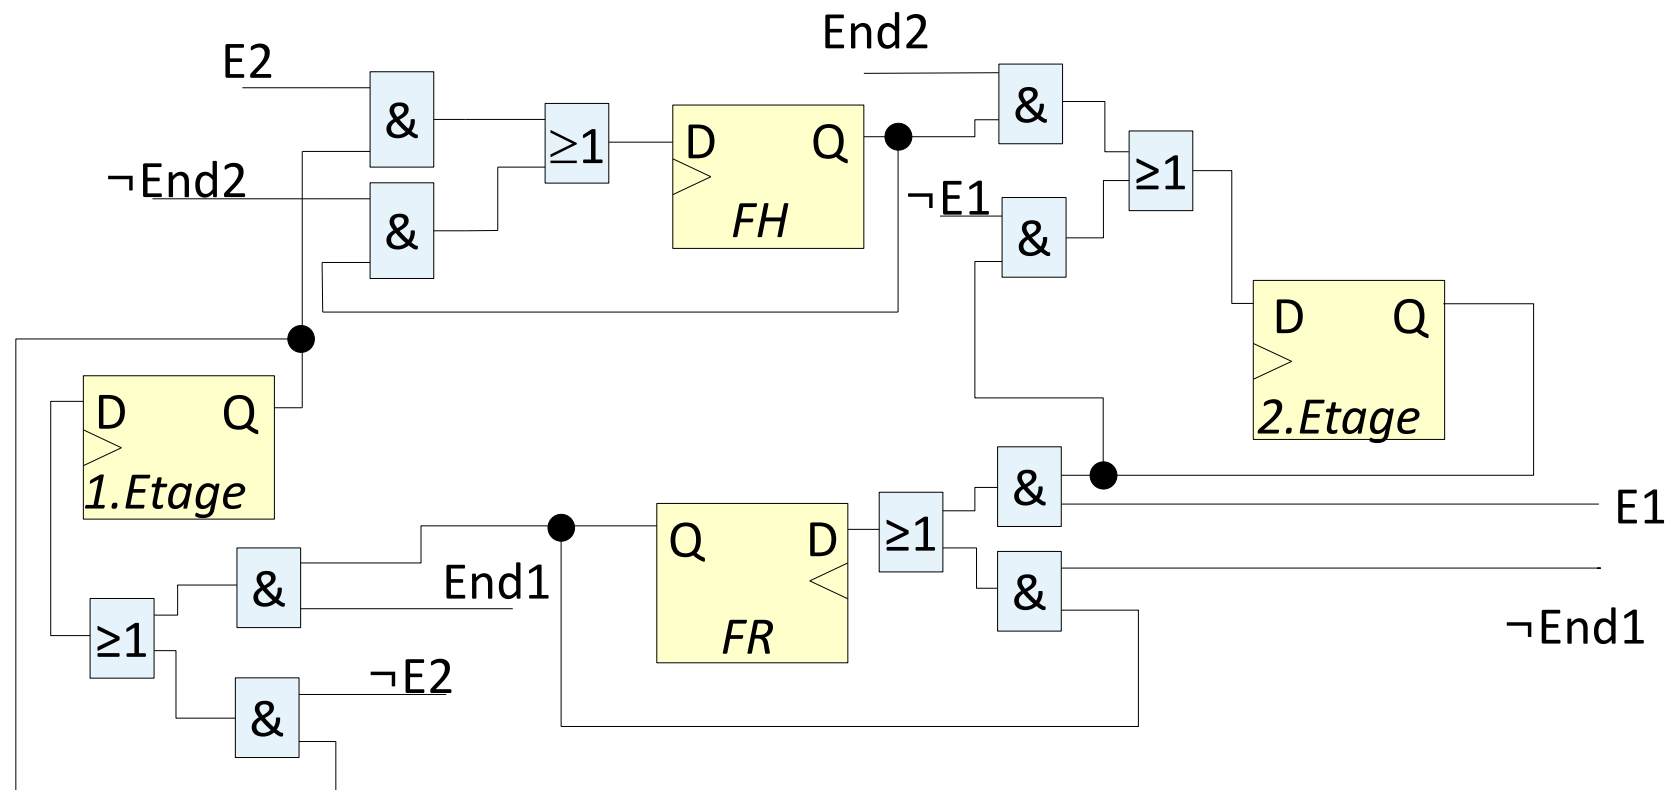 End2
E2
&
&
≥1
D Q
¬End2
&
FH
¬E1
&
≥1
D Q
2.Etage
D Q
1.Etage
&
E1
≥1
Q D
FR
&
End1
&
≥1
¬End1
¬E2
&